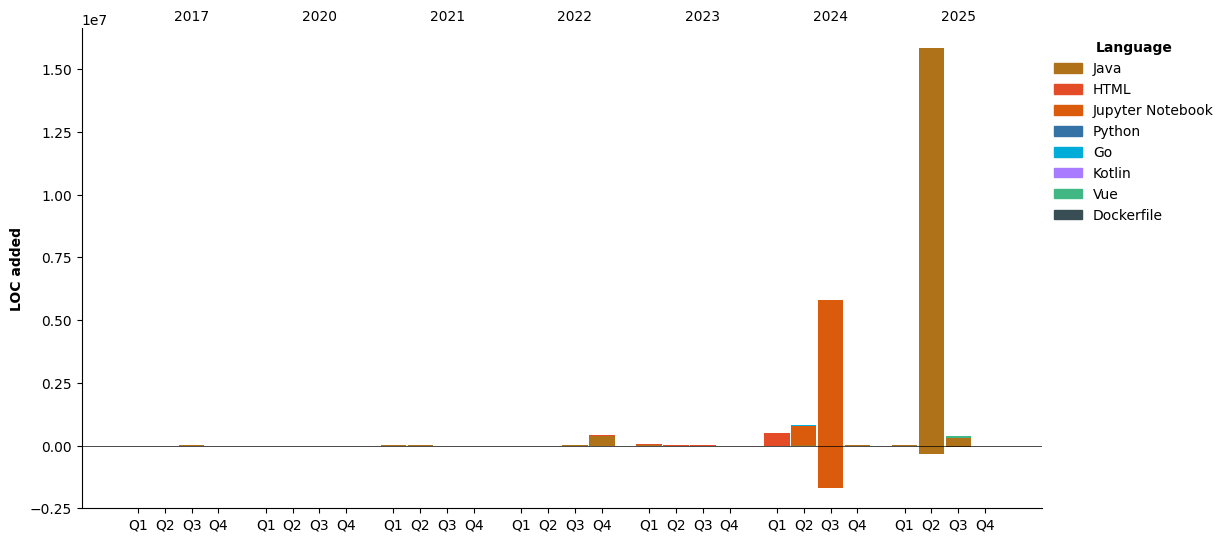 1e7
2017 2020 2021 2022 2023 2024 2025
Language
Java
HTML
Jupyter Notebook
Python
Go
Kotlin
Vue
Dockerfile
LOC added
1.50
1.25
1.00
0.75
0.50
0.25
0.00
−0.25
Q1 Q2 Q3 Q4 Q1 Q2 Q3 Q4 Q1 Q2 Q3 Q4 Q1 Q2 Q3 Q4 Q1 Q2 Q3 Q4 Q1 Q2 Q3 Q4 Q1 Q2 Q3 Q4